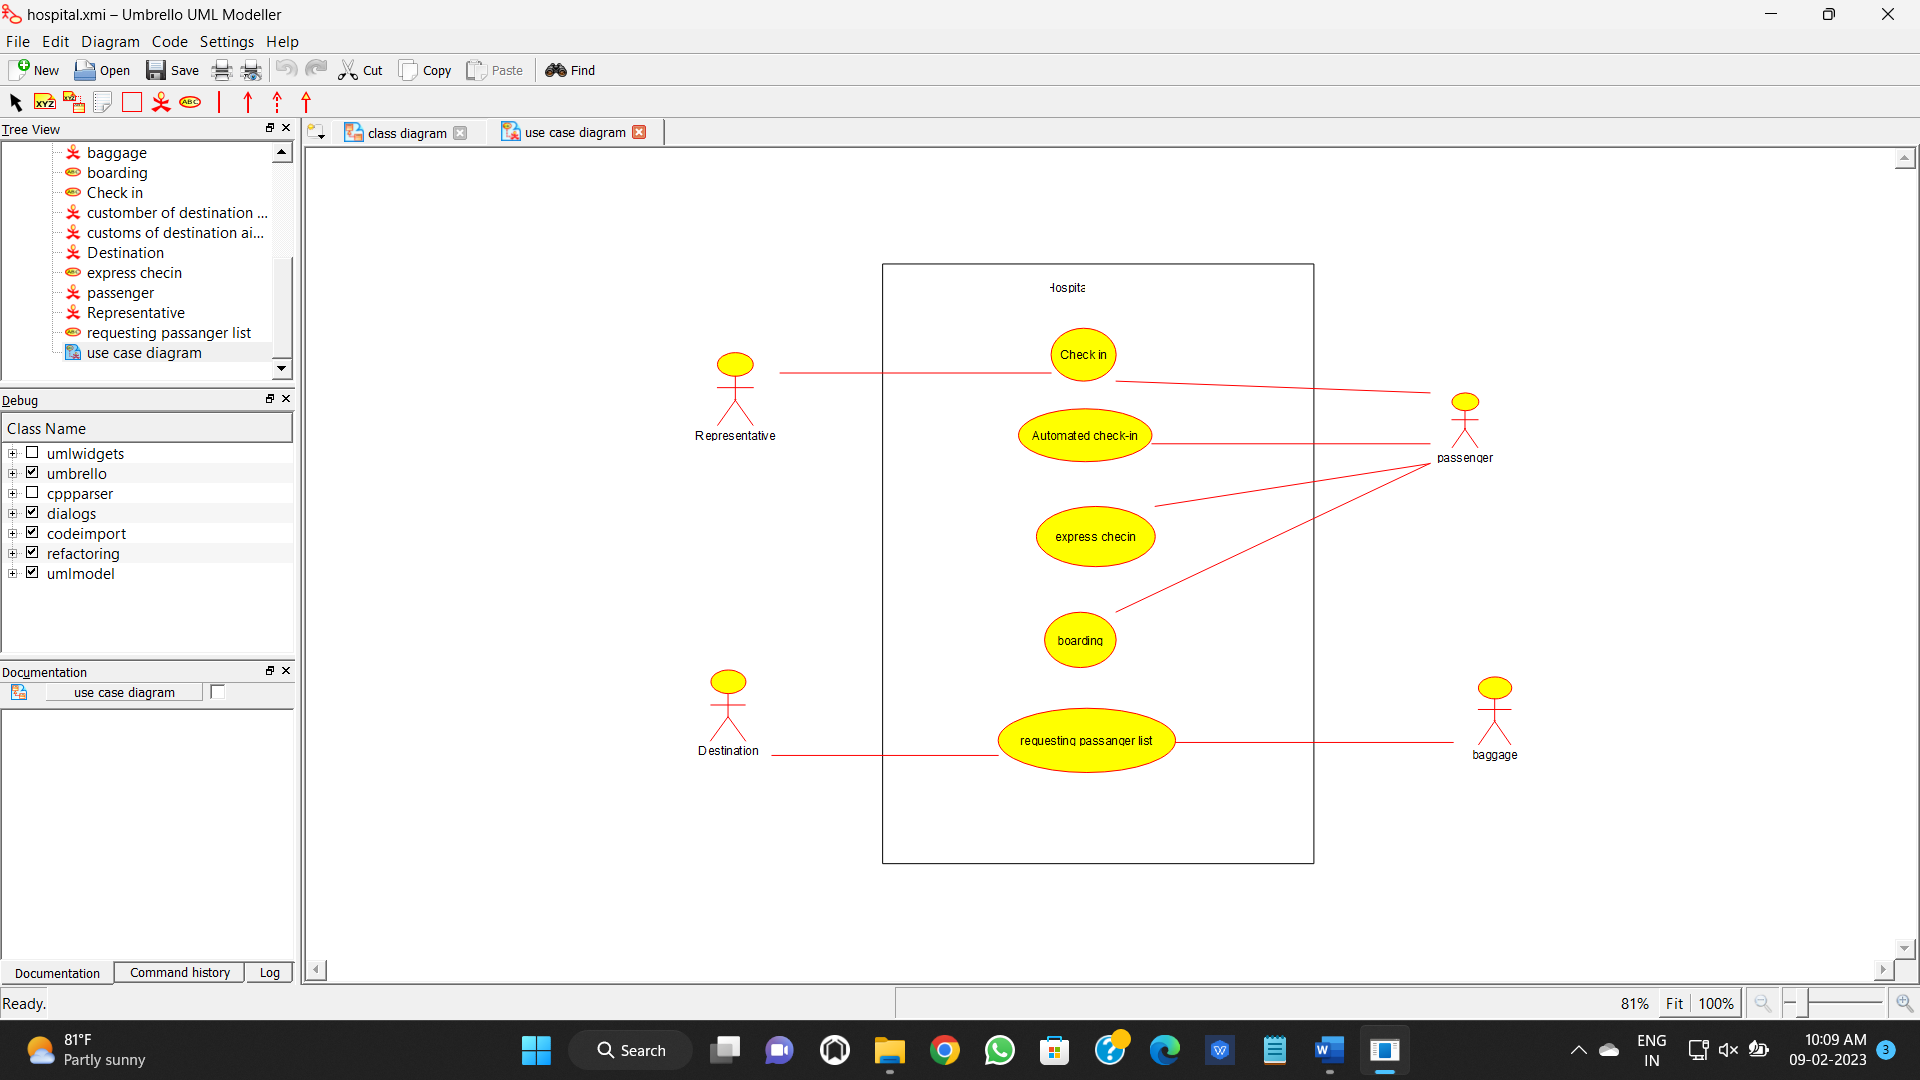 hospital.xmi – Umbrello UML Modeller
File Edit Diagram Code Settings Help
New Open Save Cut Copy Paste Find
XYZ XYZ ABC
Tree View
class diagram use case diagram
baggage
boarding
Check in
customber of destination ...
customs of destination ai...
Destination
express checin
passenger
Representative
requesting passanger list
use case diagram
Debug
Class Name
umlwidgets
umbrello
cppparser
dialogs
codeimport
refactoring
umlmodel
Documentation
use case diagram
Documentation Command history Log
Hospital
Check in
Representative
Automated check-in
passenger
express checin
boarding
Destination
requesting passanger list
baggage
Ready.
81% Fit 100%
81°F
Partly sunny
Search
ENG
IN
10:09 AM
09-02-2023
3